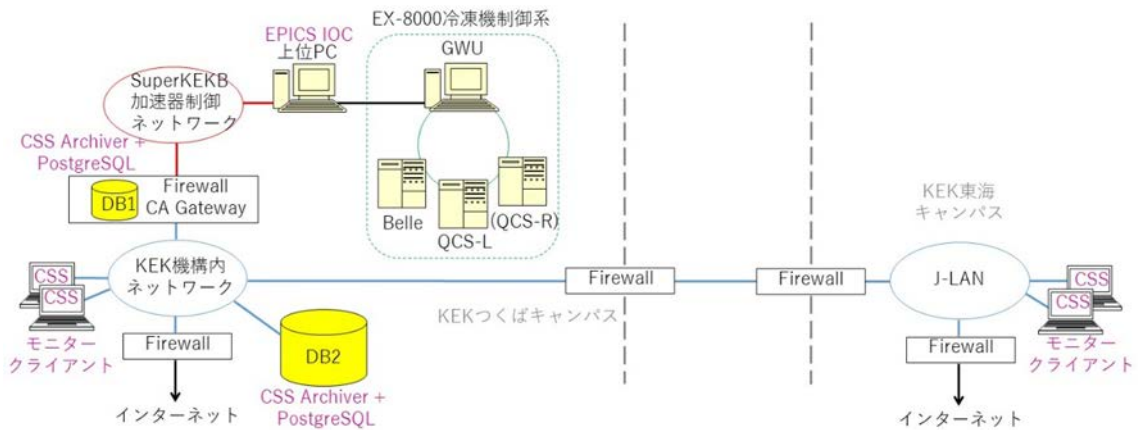 EX-8000冷凍機制御系
EPICS IOC
上位PC
GWU
SuperKEKB
加速器制御
ネットワーク
CSS Archiver +
PostgreSQL
Firewall
CA Gateway
DB1
Belle
QCS-L
(QCS-R)
KEK東海
キャンパス
CSS
CSS
KEK機構内
ネットワーク
Firewall
Firewall
J-LAN
CSS
CSS
KEKつくばキャンパス
モニター
クライアント
Firewall
DB2
Firewall
モニター
クライアント
CSS Archiver +
PostgreSQL
インターネット
インターネット